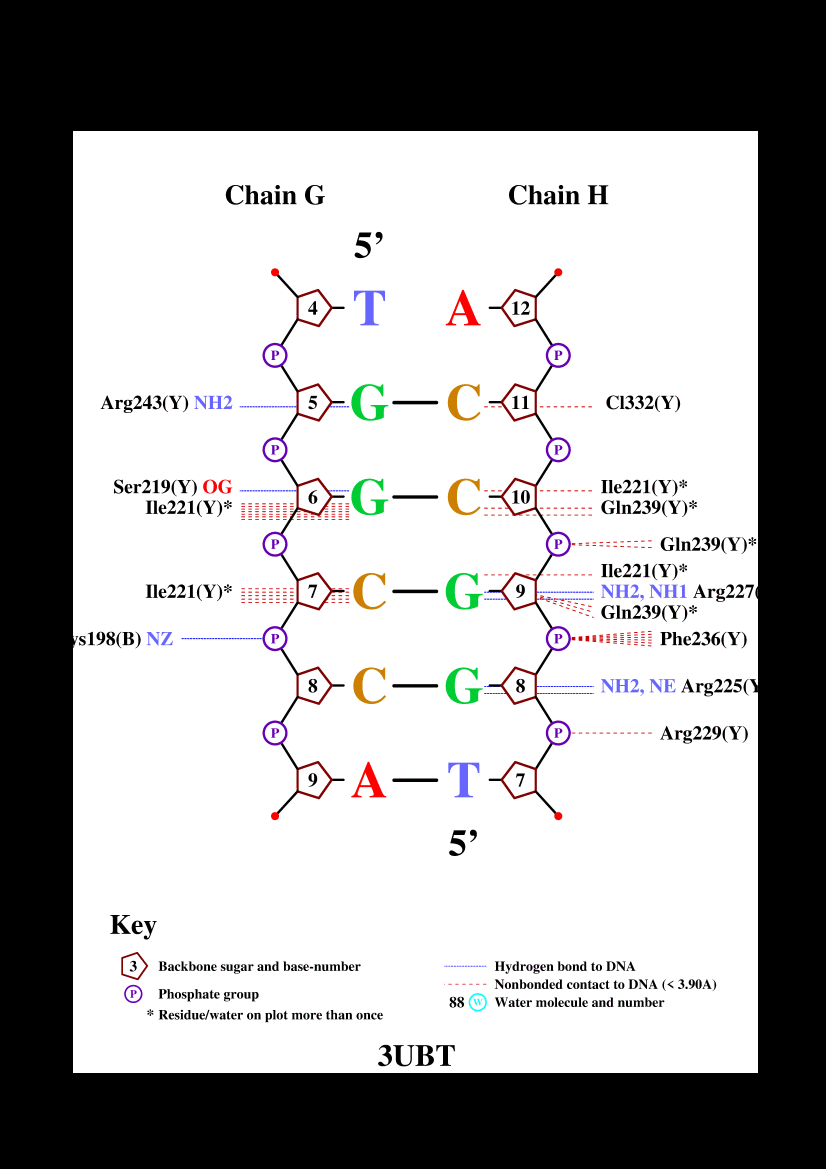 Chain G Chain H
5’
4 T A 12
P P
Arg243(Y) NH2 5 G C 11 Cl332(Y)
P P
Ser219(Y) OG 6 G C 10 Ile221(Y)*
Ile221(Y)* Gln239(Y)*
P P Gln239(Y)*
Ile221(Y)*
Ile221(Y)* 7 C G 9 NH2, NH1 Arg227(
Gln239(Y)*
ys198(B) NZ P P Phe236(Y)
8 C G 8 NH2, NE Arg225(Y
P P Arg229(Y)
9 A T 7
5’
Key
3 Backbone sugar and base-number
P Phosphate group
* Residue/water on plot more than once
Hydrogen bond to DNA
Nonbonded contact to DNA (< 3.90A)
88 W Water molecule and number
3UBT